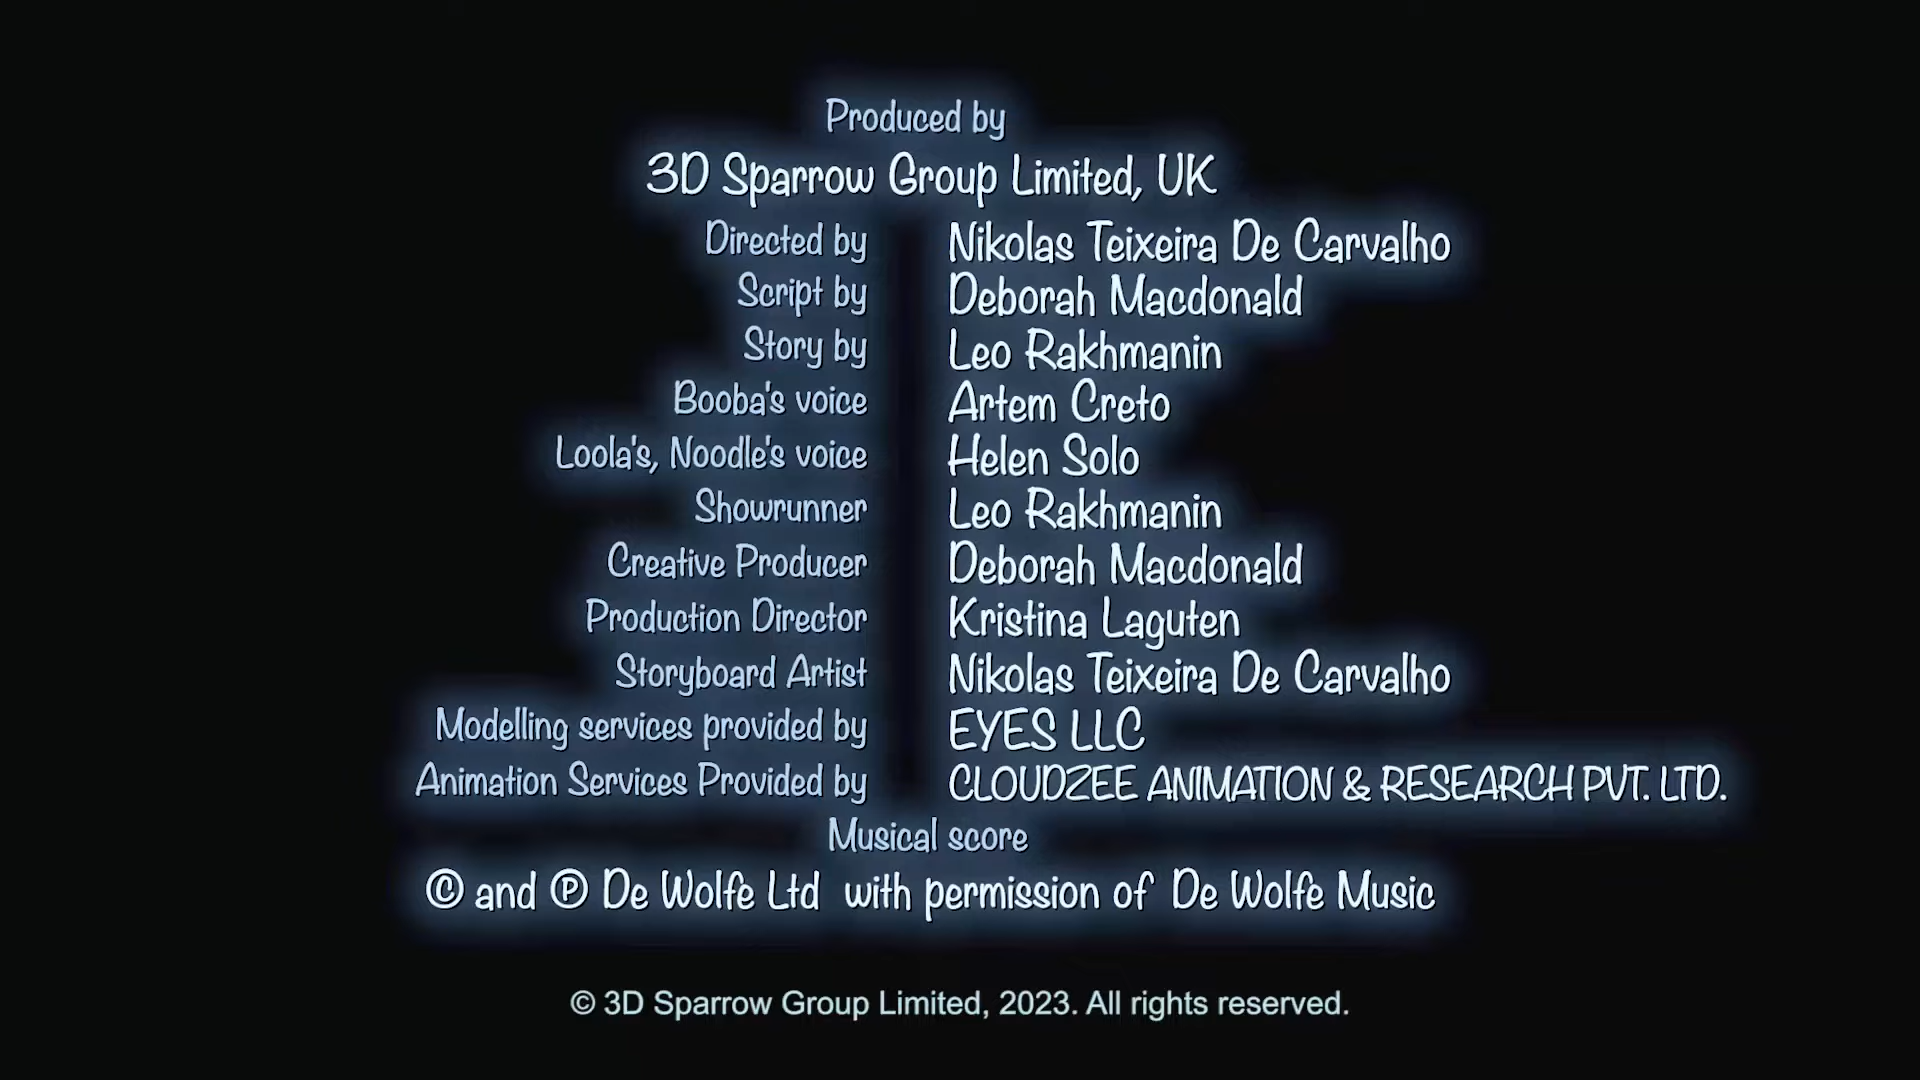 Produced by
3D Sparrow Group Limited, UK
Directed by Nikolas Teixeira De Carvalho
Script by Deborah Macdonald
Story by Leo Rakhmanin
Booba's voice Artem Creto
Loola's, Noodle's voice Helen Solo
Showrunner Leo Rakhmanin
Creative Producer Deborah Macdonald
Production Director Kristina Laguten
Storyboard Artist Nikolas Teixeira De Carvalho
Modelling services provided by EYES LLC
Animation Services Provided by CLOUDZEE ANIMATION & RESEARCH PVT. LTD.
Musical score
© and ℗ De Wolfe Ltd with permission of De Wolfe Music
© 3D Sparrow Group Limited, 2023. All rights reserved.